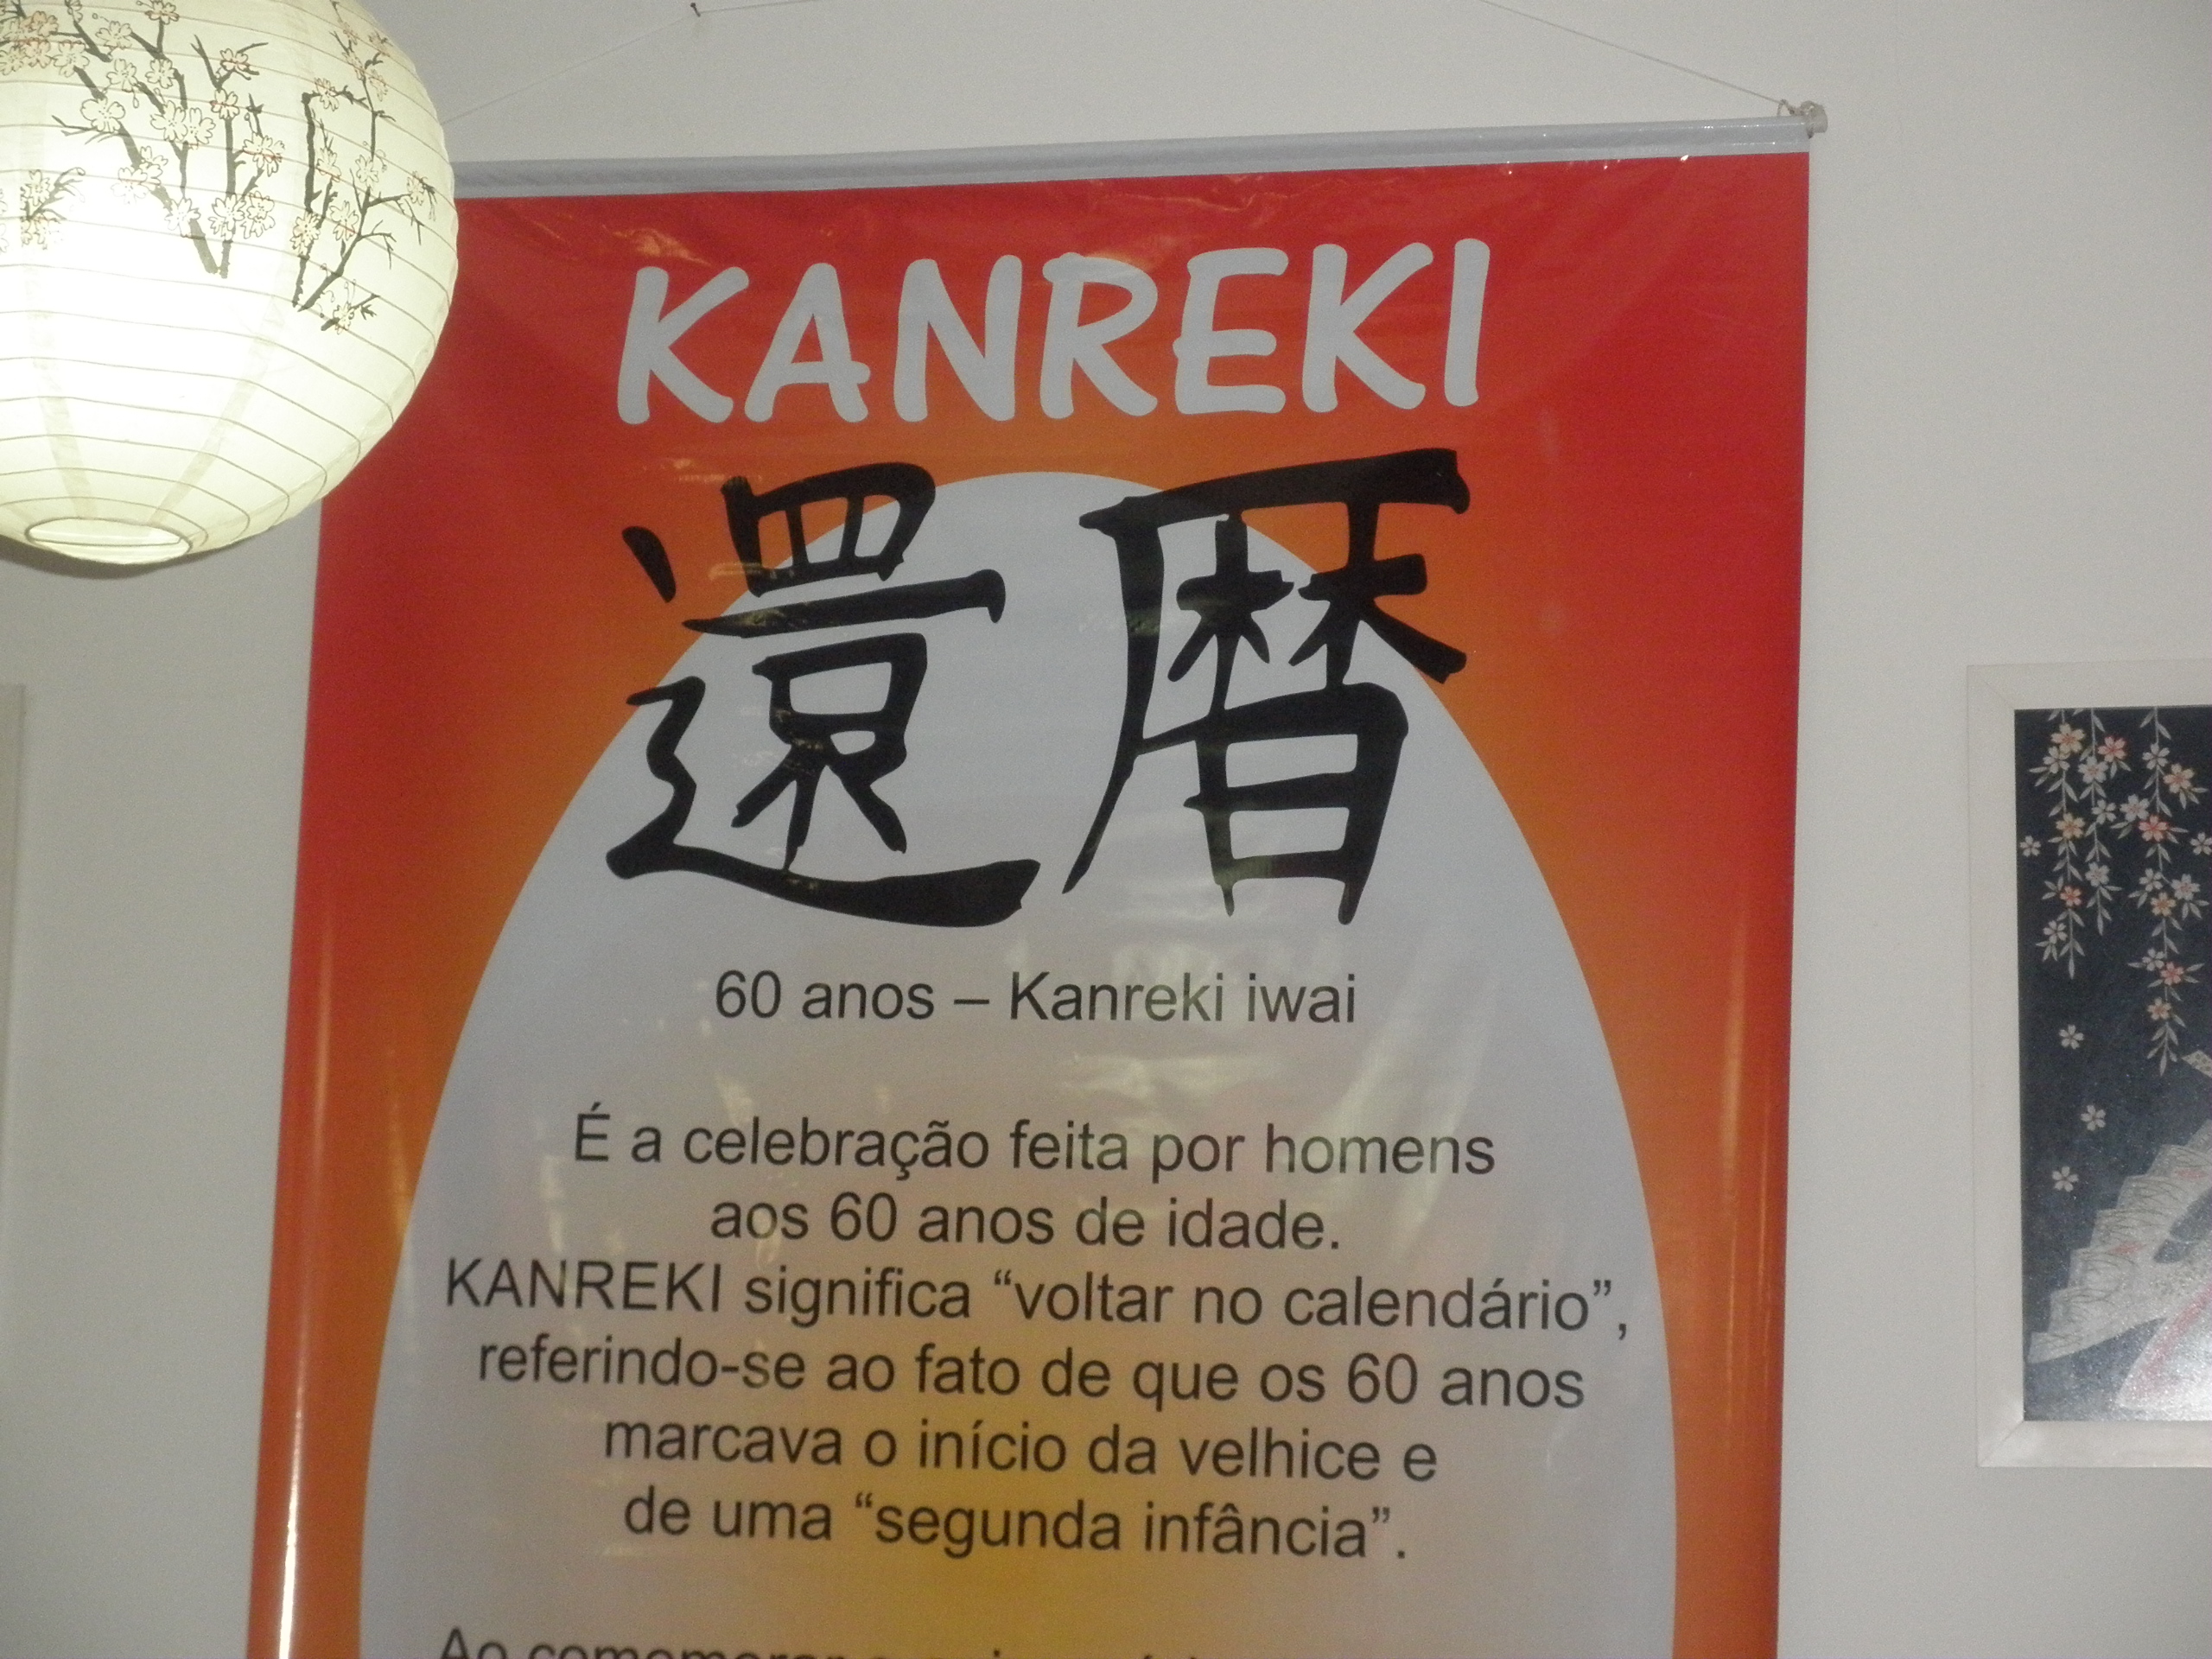 KANREKI
還暦
60 anos – Kanreki iwai
É a celebração feita por homens
aos 60 anos de idade.
KANREKI significa “voltar no calendário”,
referindo-se ao fato de que os 60 anos
marcava o início da velhice e
de uma “segunda infância”.
Ao comemorar o